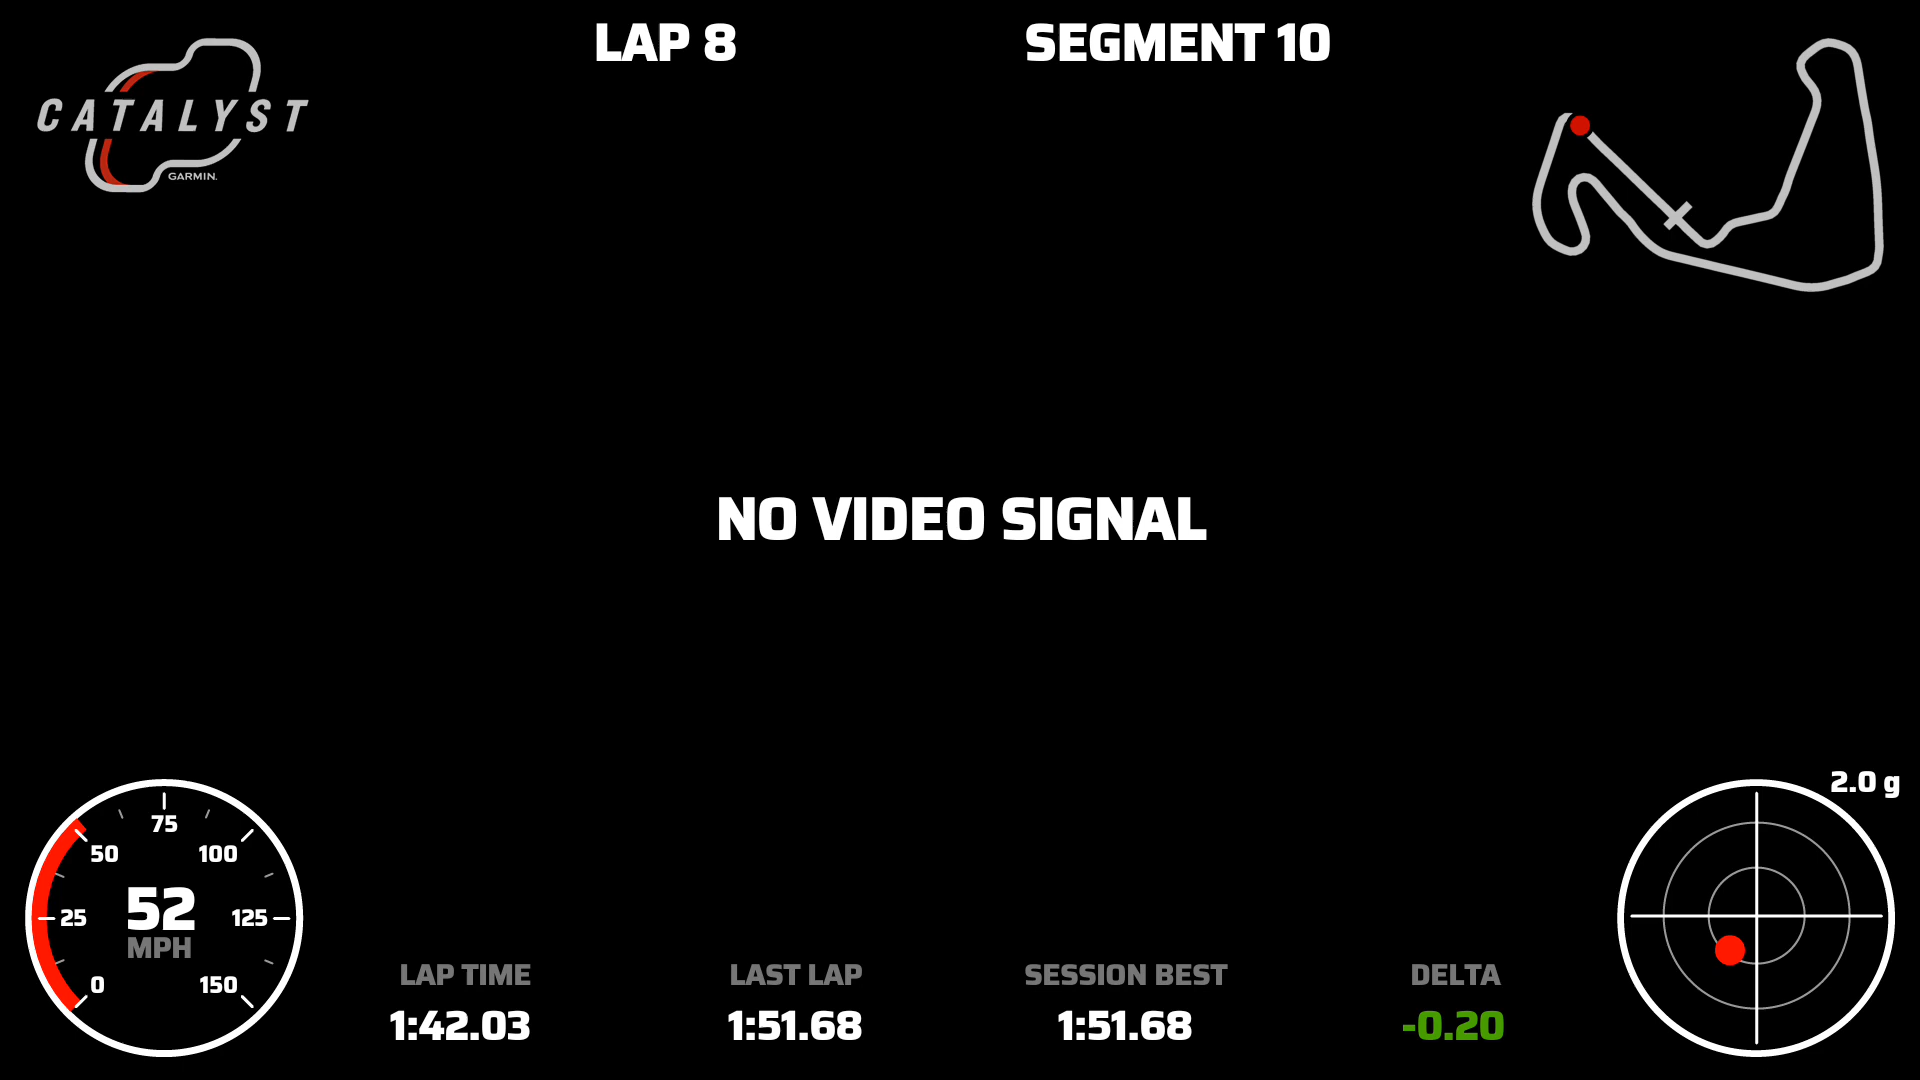 LAP 8
SEGMENT 10
CATALYST
GARMIN.
NO VIDEO SIGNAL
2.0 g
75
50
100
25
52
125
MPH
0
150
LAP TIME
LAST LAP
SESSION BEST
DELTA
1:42.03
1:51.68
1:51.68
-0.20